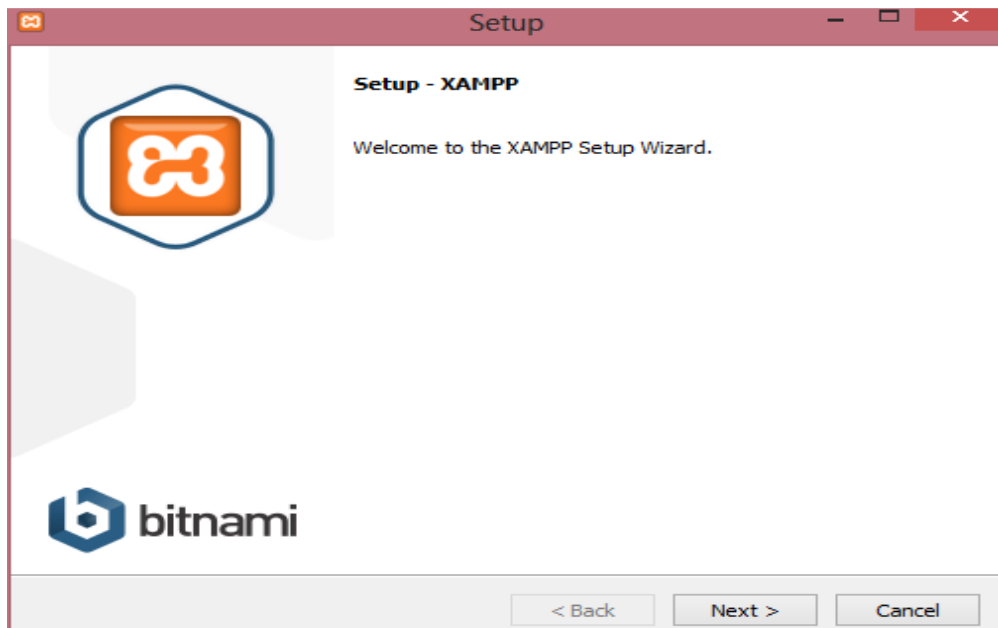 Setup
Setup - XAMPP
Welcome to the XAMPP Setup Wizard.
bitnami
< Back
Next >
Cancel